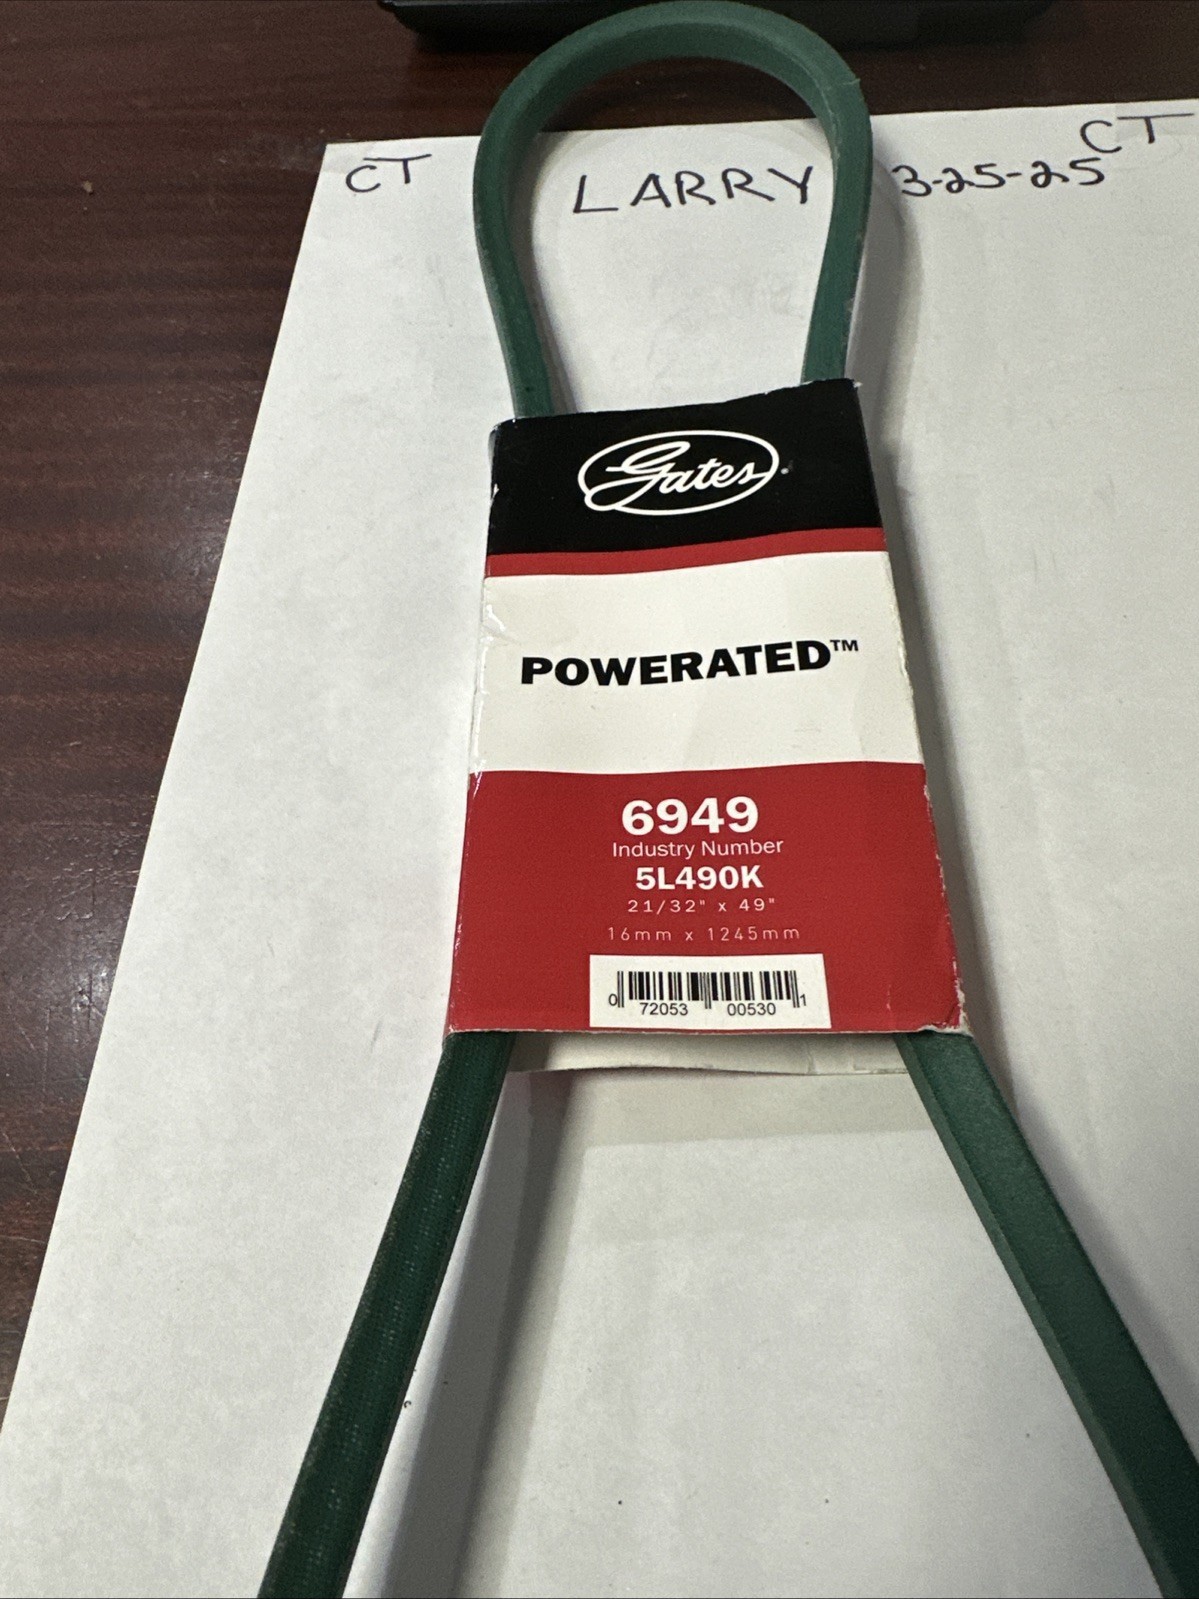 CT LARRY 3-25-25 CT
Gates
POWERATED™
6949
Industry Number
5L490K
21/32" x 49"
16mm x 1245mm
0 72053 00530 1